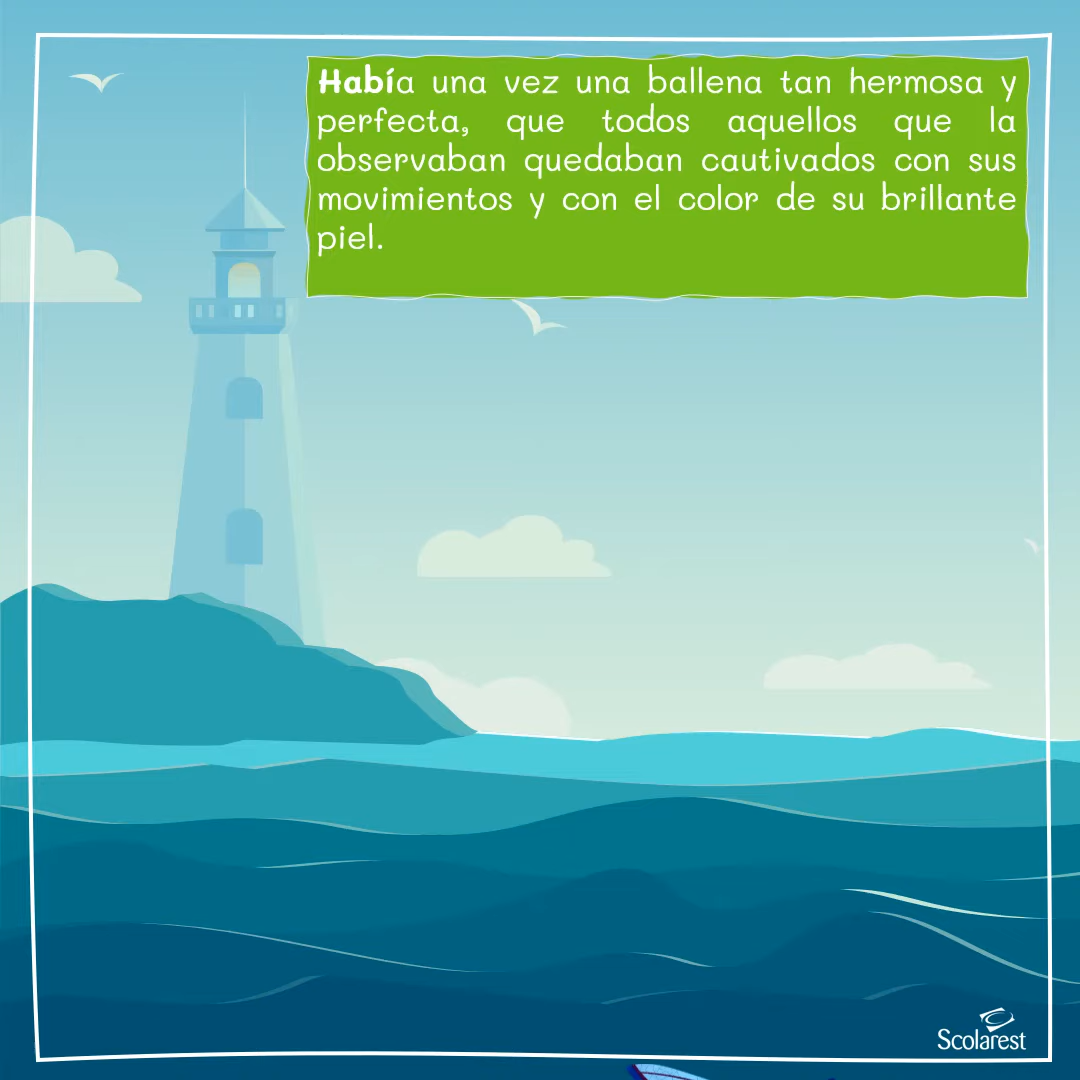 Había una vez una ballena tan hermosa y
perfecta, que todos aquellos que la
observaban quedaban cautivados con sus
movimientos y con el color de su brillante
piel.
Scolarest